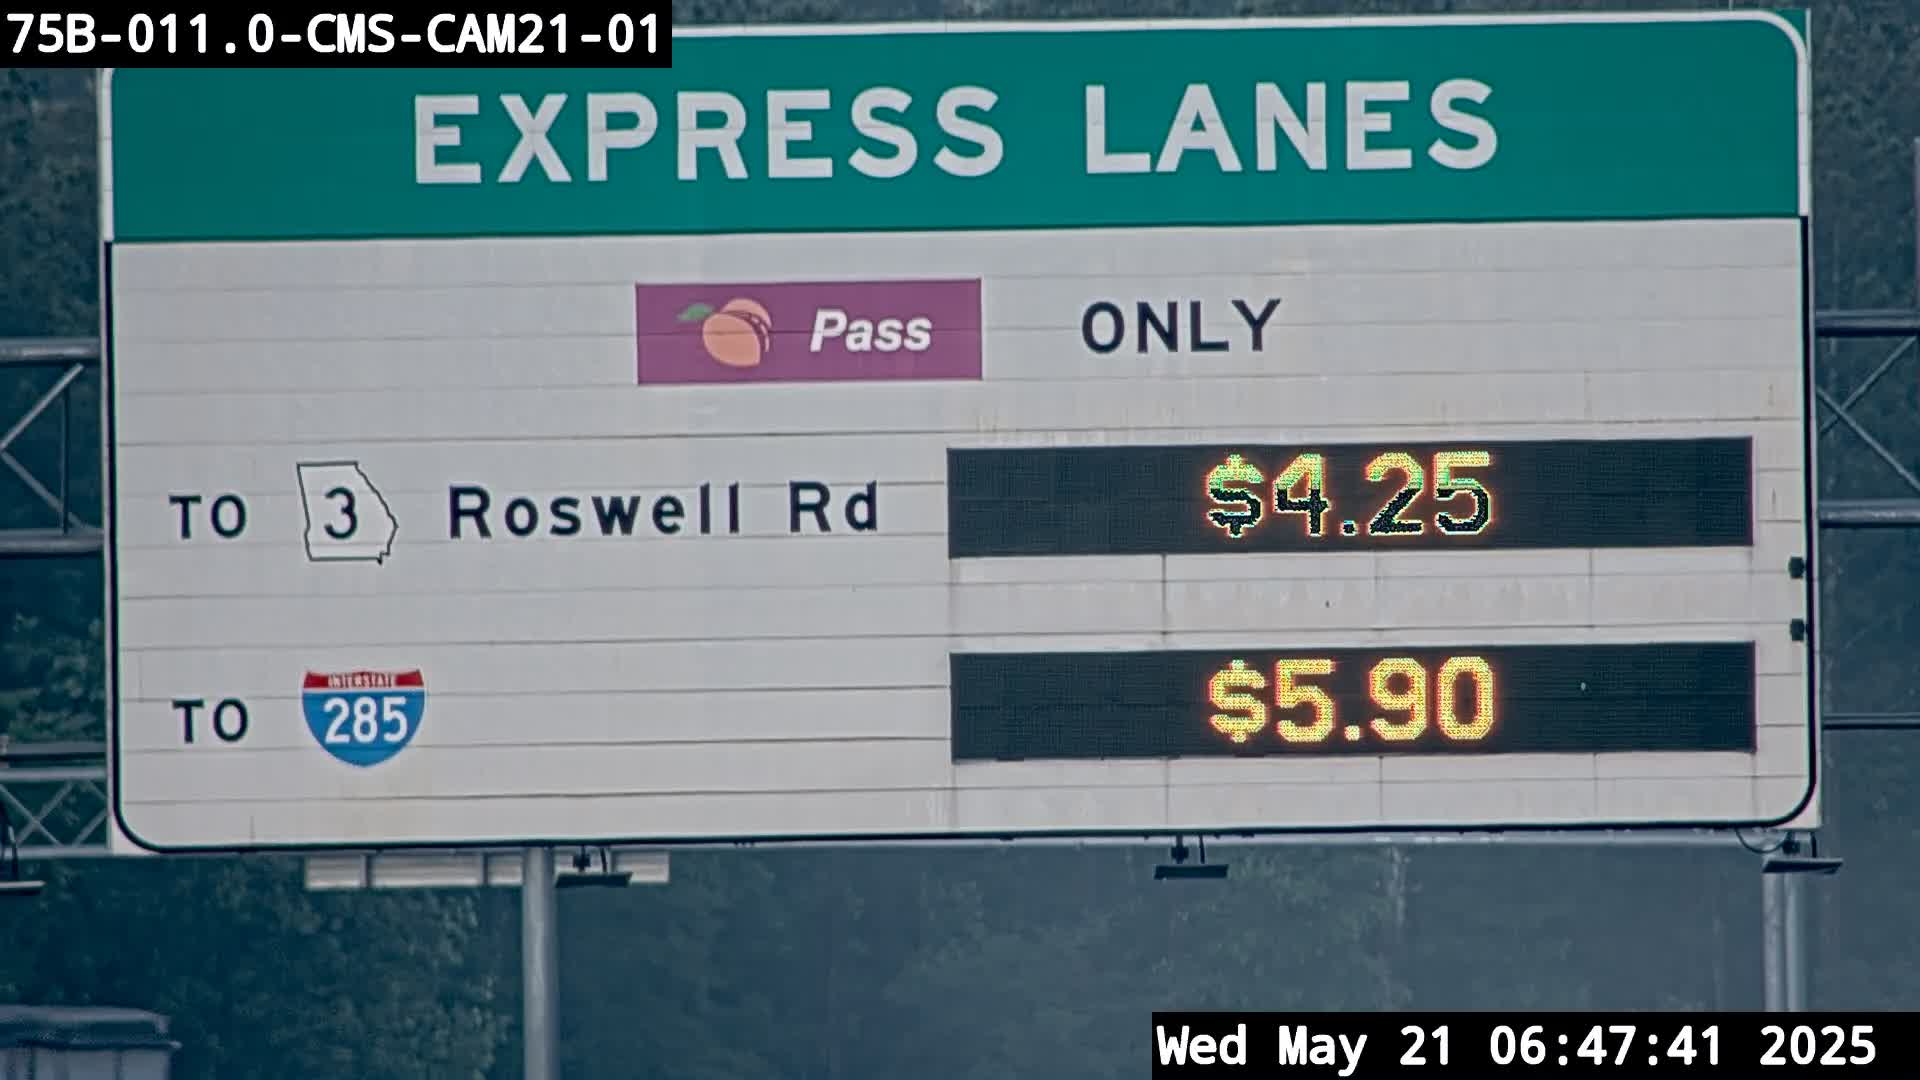 75B-011.0-CMS-CAM21-01
EXPRESS LANES
Pass ONLY
TO 3 Roswell Rd $4.25
INTERSTATE
TO 285 $5.90
Wed May 21 06:47:41 2025